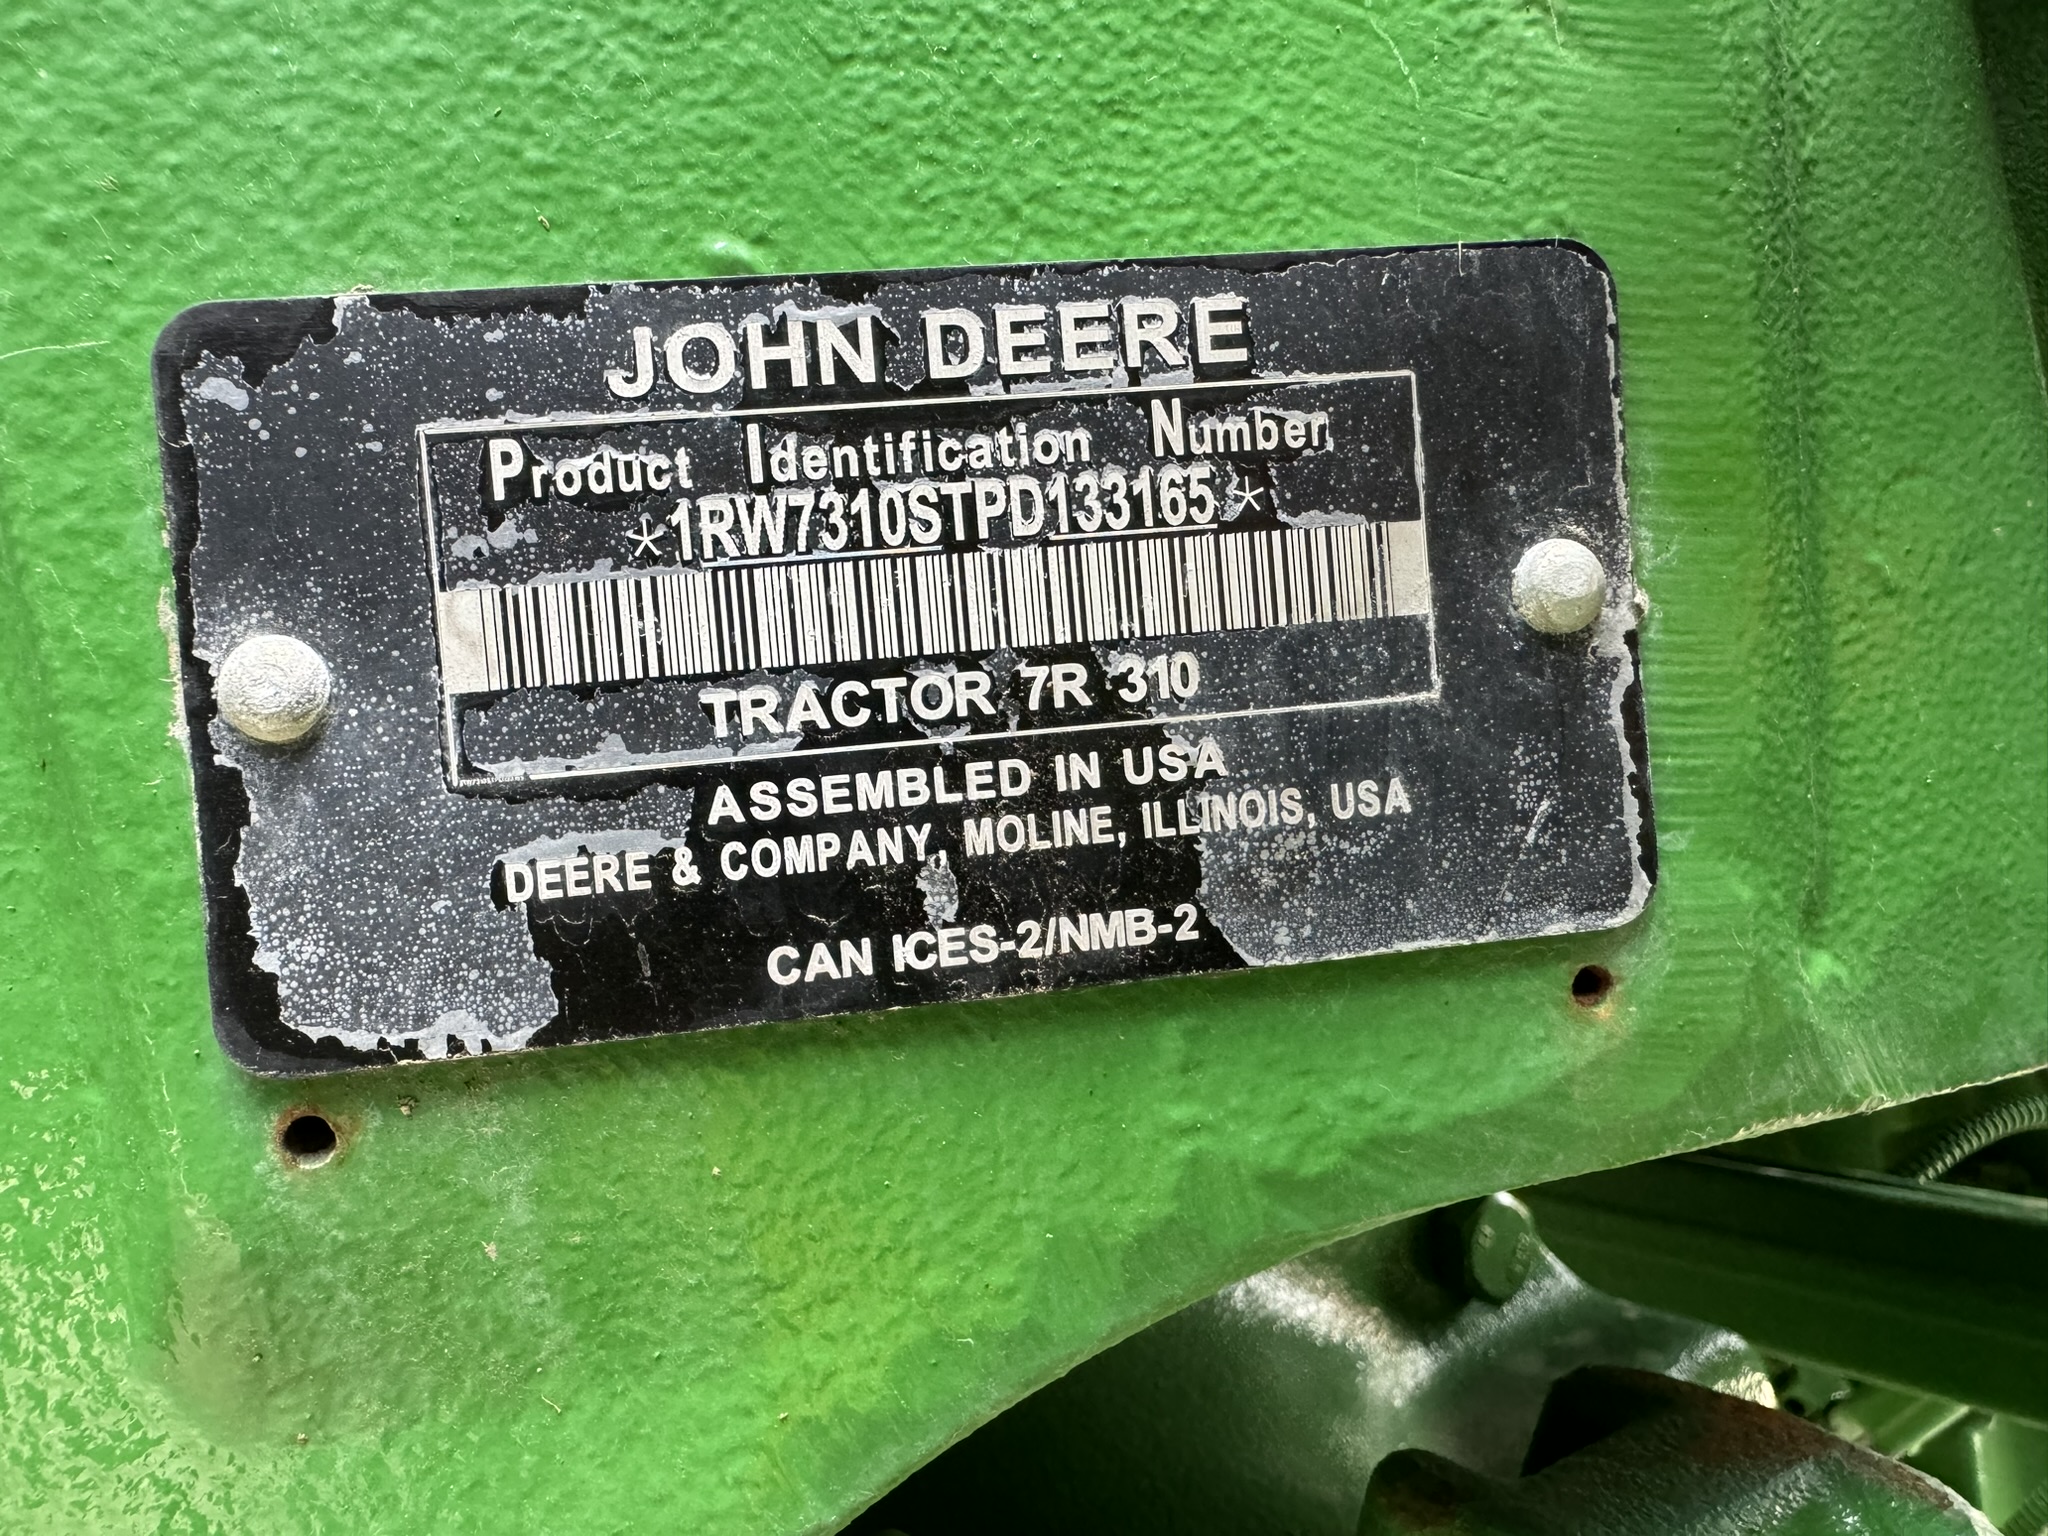 JOHN DEERE
Product Identification Number
*1RW7310STPD133165*
TRACTOR 7R 310
ASSEMBLED IN USA
DEERE & COMPANY, MOLINE, ILLINOIS, USA
CAN ICES-2/NMB-2